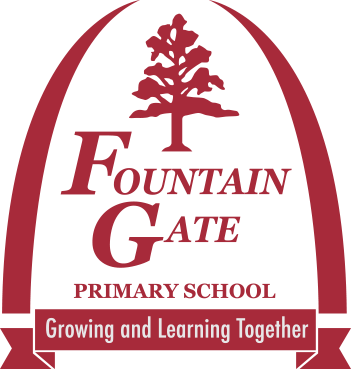 FOUNTAIN
GATE
PRIMARY SCHOOL
Growing and Learning Together